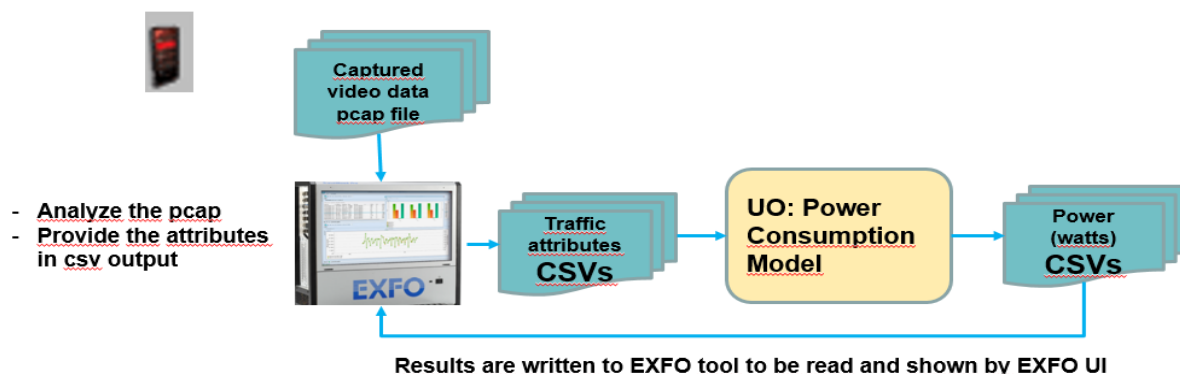 Captured
video data
pcap file
- Analyze the pcap
- Provide the attributes
in csv output
EXFO
Traffic
attributes
CSVs
UO: Power
Consumption
Model
Power
(watts)
CSVs
Results are written to EXFO tool to be read and shown by EXFO UI